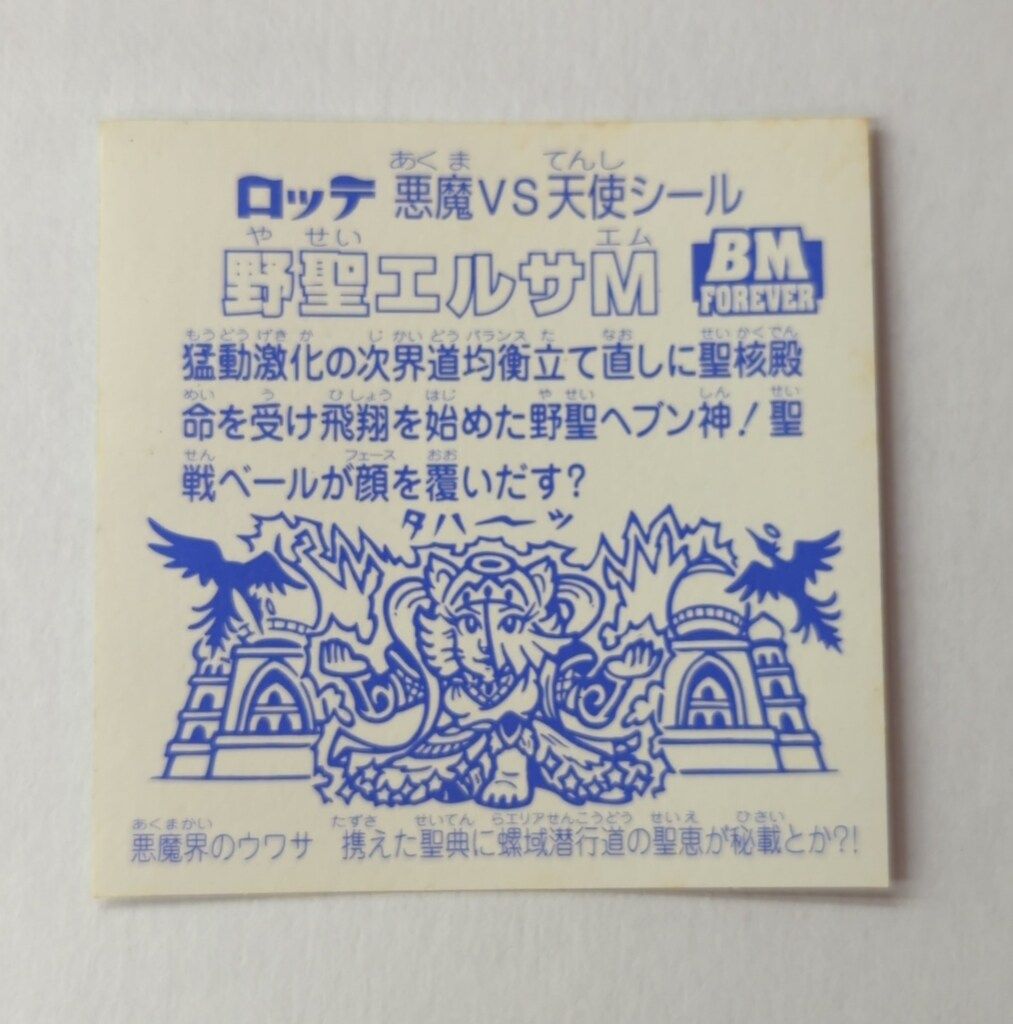 ロッテ 悪魔VS天使シール
野聖エルサM
BM FOREVER
猛動激化の次界道均衡立て直しに聖核殿
命を受け飛翔を始めた野聖ヘブン神!聖
戦ベールが顔を覆いだす?
タハーッ
悪魔界のウワサ 携えた聖典に螺域潜行道の聖恵が秘載とか?!